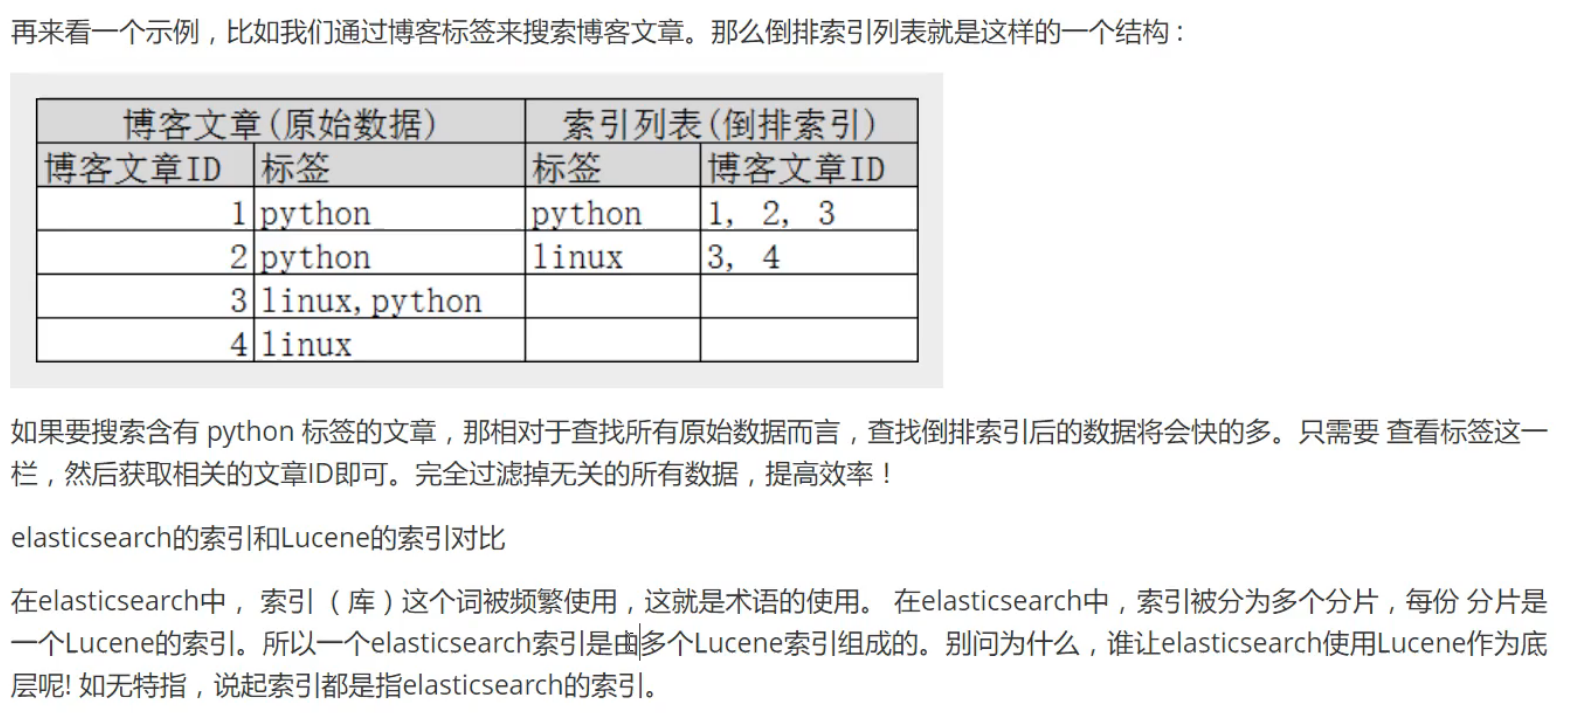 再来看一个示例，比如我们通过博客标签来搜索博客文章。那么倒排索引列表就是这样的一个结构：
博客文章(原始数据) 索引列表(倒排索引)
博客文章ID 标签 标签 博客文章ID
1 python python 1, 2, 3
2 python linux 3, 4
3 linux,python
4 linux
如果要搜索含有 python 标签的文章，那相对于查找所有原始数据而言，查找倒排索引后的数据将会快的多。只需要 查看标签这一
栏，然后获取相关的文章ID即可。完全过滤掉无关的所有数据，提高效率！
elasticsearch的索引和Lucene的索引对比
在elasticsearch中， 索引 （库）这个词被频繁使用，这就是术语的使用。 在elasticsearch中，索引被分为多个分片，每份 分片是
一个Lucene的索引。所以一个elasticsearch索引是由多个Lucene索引组成的。别问为什么，谁让elasticsearch使用Lucene作为底
层呢! 如无特指，说起索引都是指elasticsearch的索引。